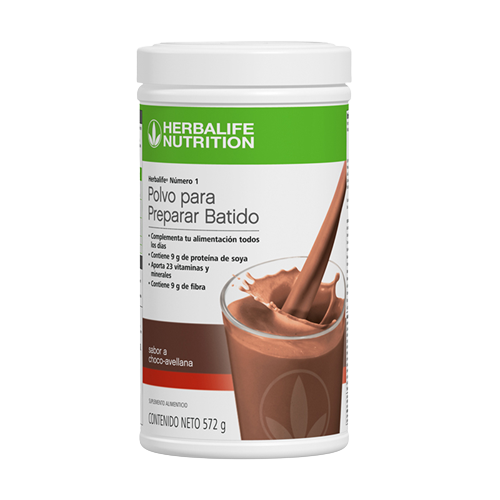 HERBALIFE
NUTRITION
Herbalife® Número 1
Polvo para
Preparar Batido
• Complementa tu alimentación todos
los días
• Contiene 9 g de proteína de soya
• Aporta 23 vitaminas y
minerales
• Contiene 9 g de fibra
sabor a
choco-avellana
SUPLEMENTO ALIMENTICIO
CONTENIDO NETO 572 g